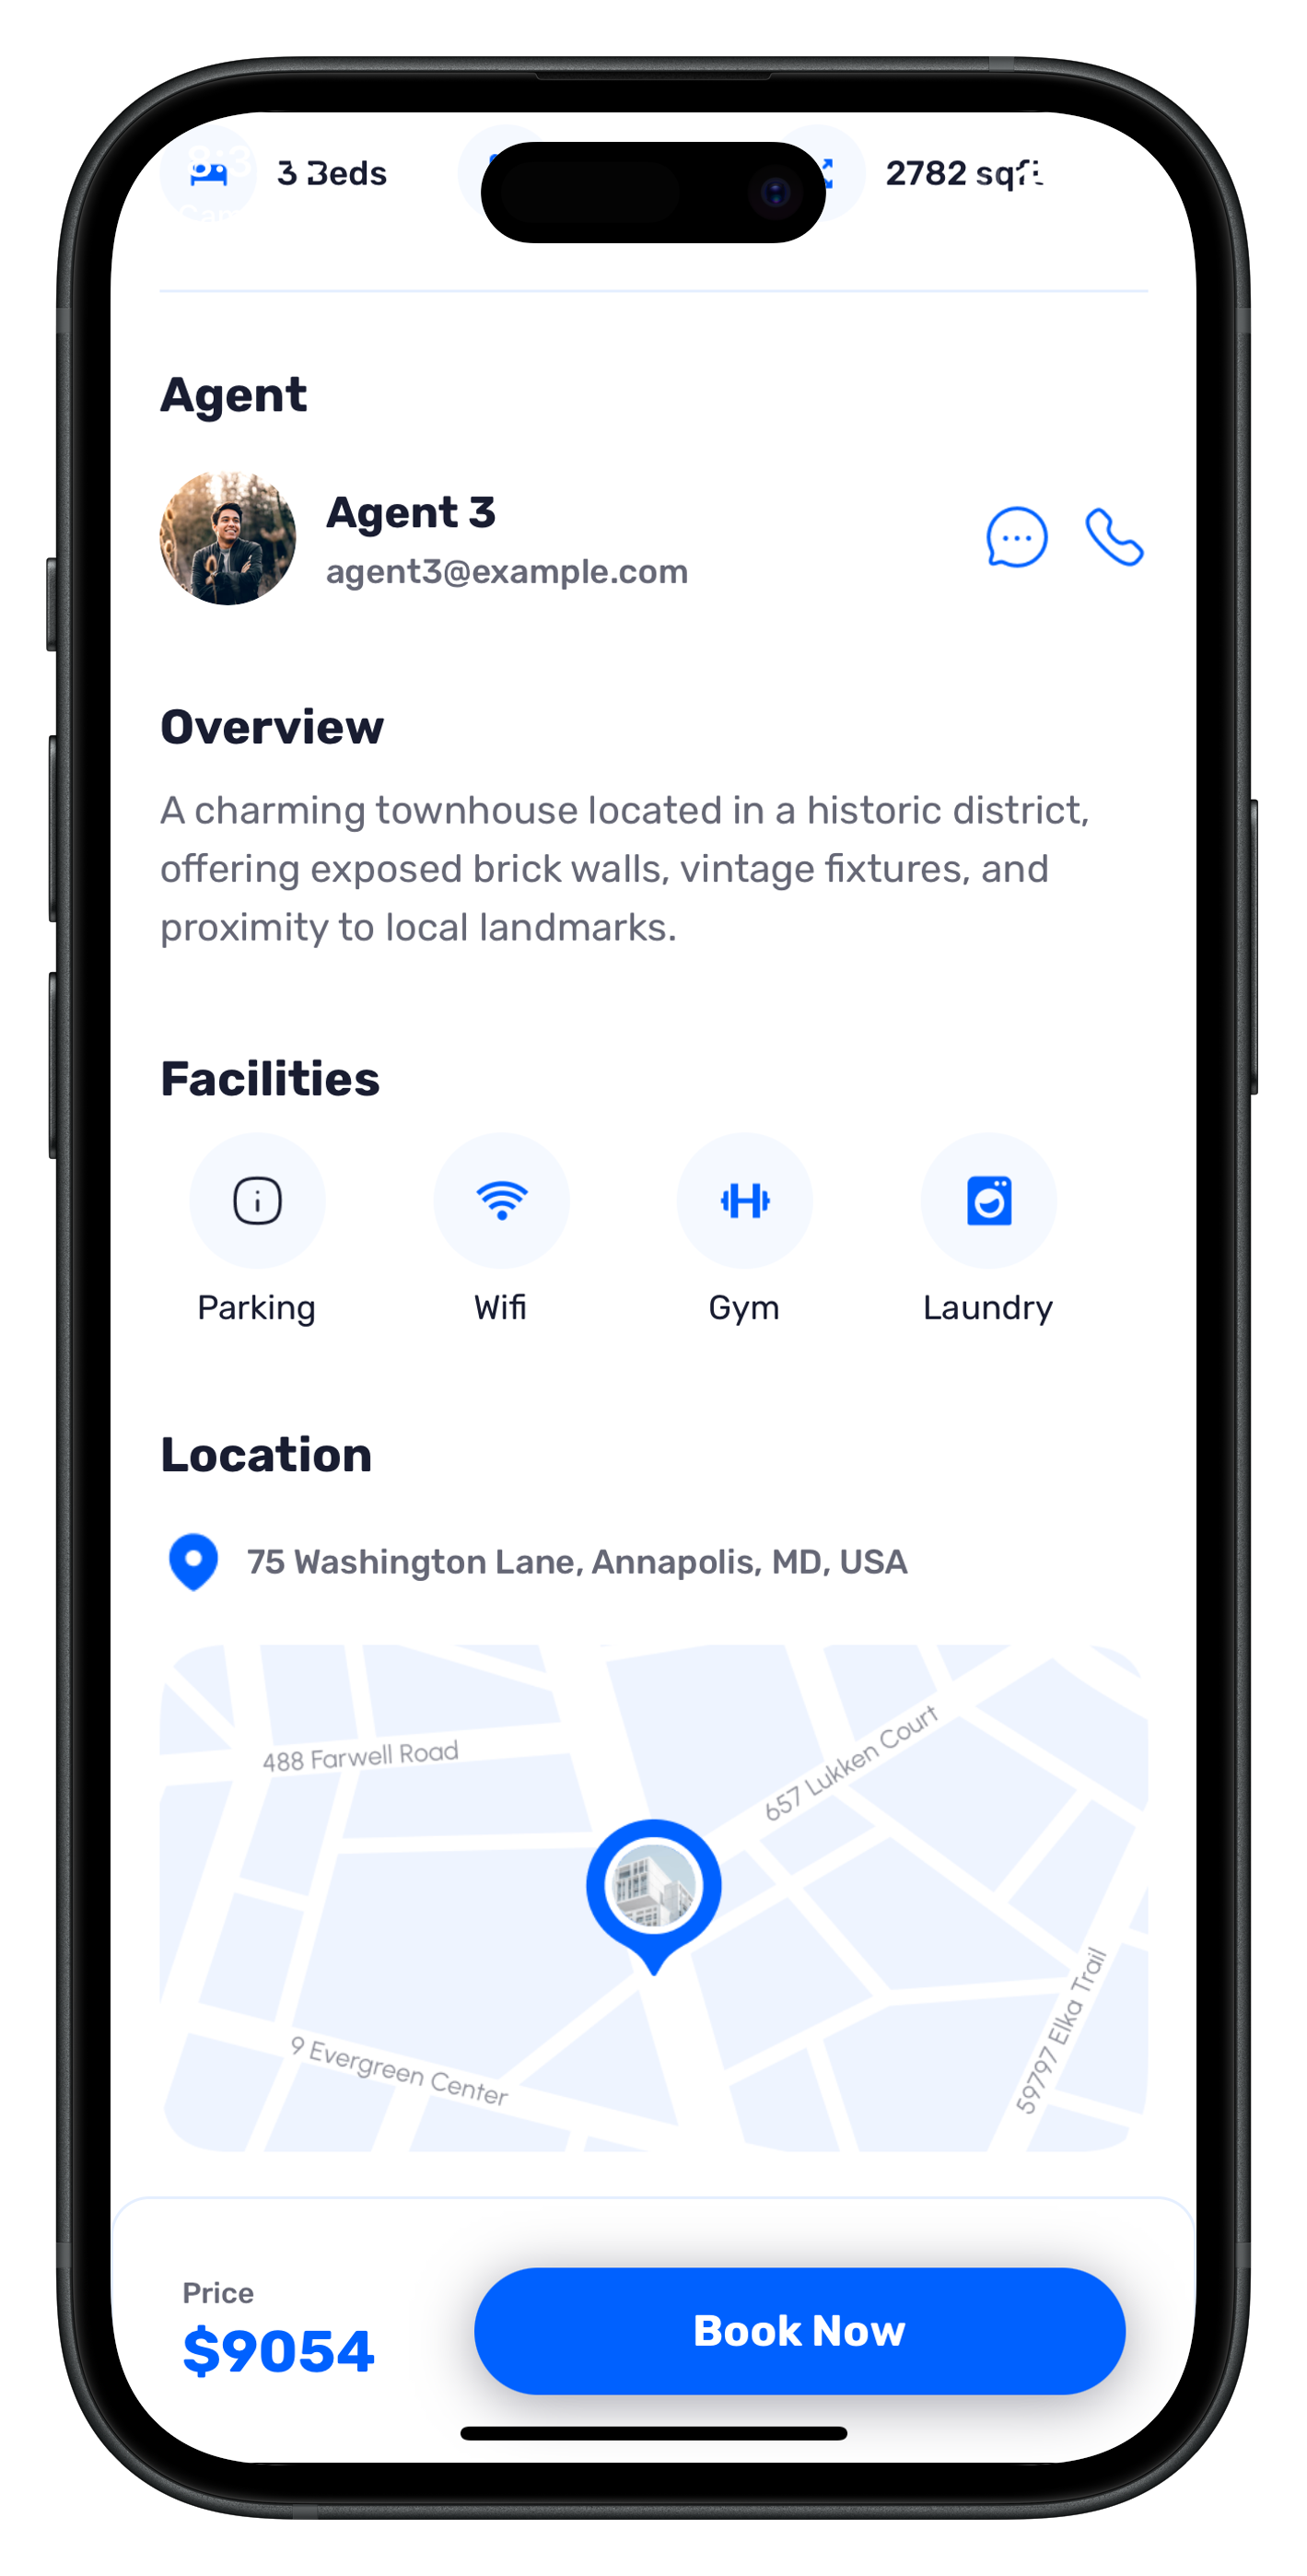 3 Beds
2782 sqft
Agent
Agent 3
agent3@example.com
Overview
A charming townhouse located in a historic district,
offering exposed brick walls, vintage fixtures, and
proximity to local landmarks.
Facilities
Parking Wifi Gym Laundry
Location
75 Washington Lane, Annapolis, MD, USA
488 Farwell Road
657 Lukken Court
9 Evergreen Center
59797 Elka Trail
Price
$9054
Book Now